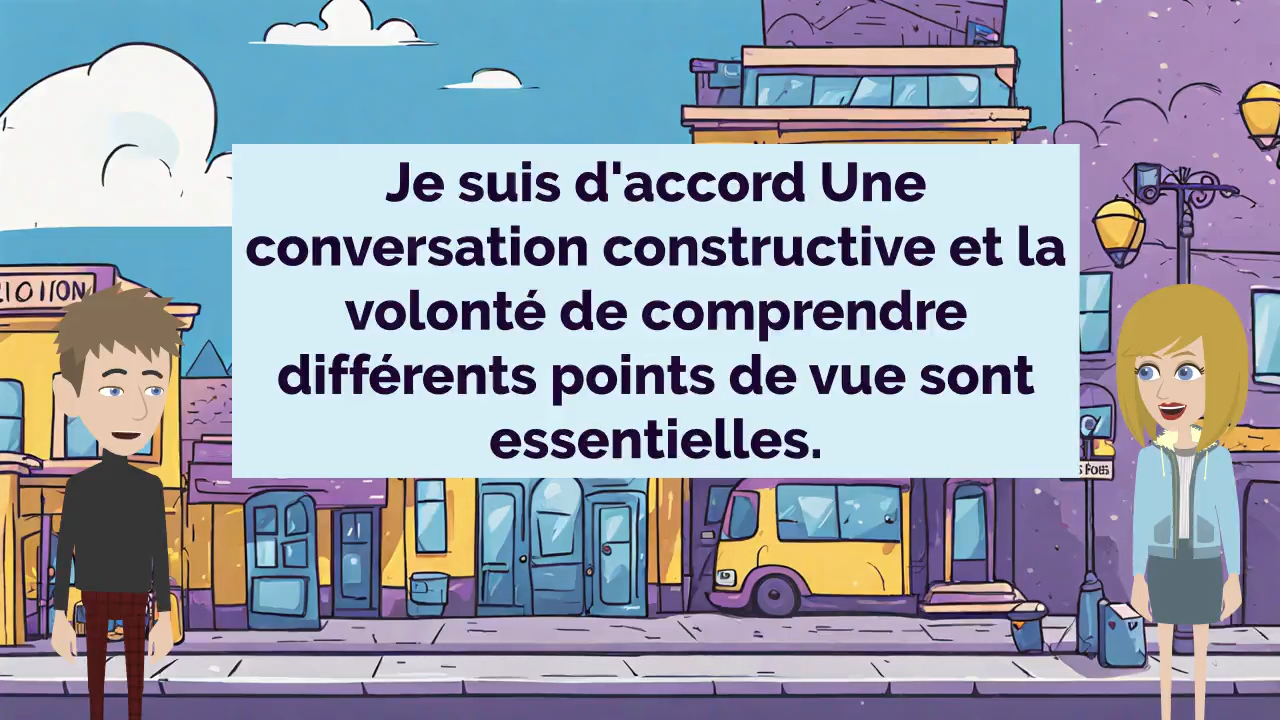 Je suis d'accord Une
conversation constructive et la
volonté de comprendre
différents points de vue sont
essentielles.